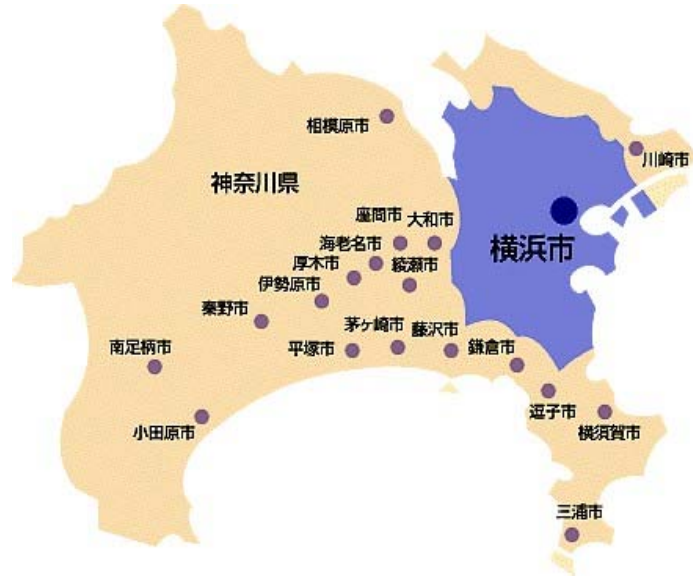 相模原市
川崎市
神奈川県
座間市
大和市
海老名市
横浜市
厚木市
綾瀬市
伊勢原市
秦野市
茅ヶ崎市
藤沢市
南足柄市
平塚市
鎌倉市
逗子市
小田原市
横須賀市
三浦市